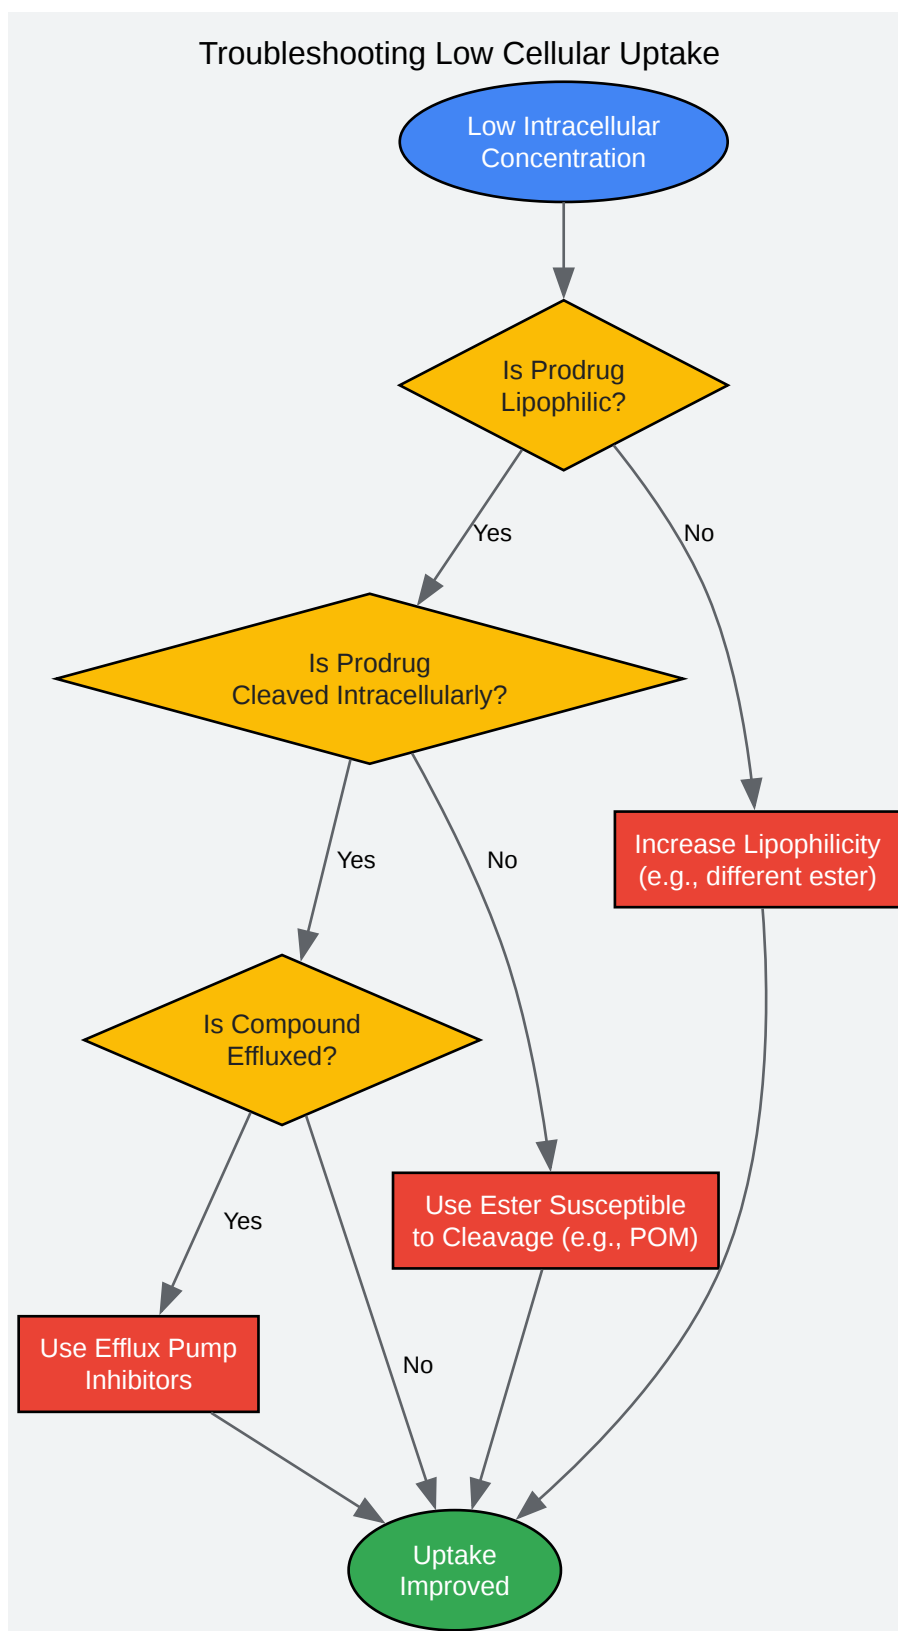 Troubleshooting Low Cellular Uptake
Low Intracellular
Concentration
Is Prodrug
Lipophilic?
Yes
No
Is Prodrug
Cleaved Intracellularly?
Yes
No
Increase Lipophilicity
(e.g., different ester)
Is Compound
Effluxed?
Yes
No
Use Ester Susceptible
to Cleavage (e.g., POM)
Use Efflux Pump
Inhibitors
Uptake
Improved